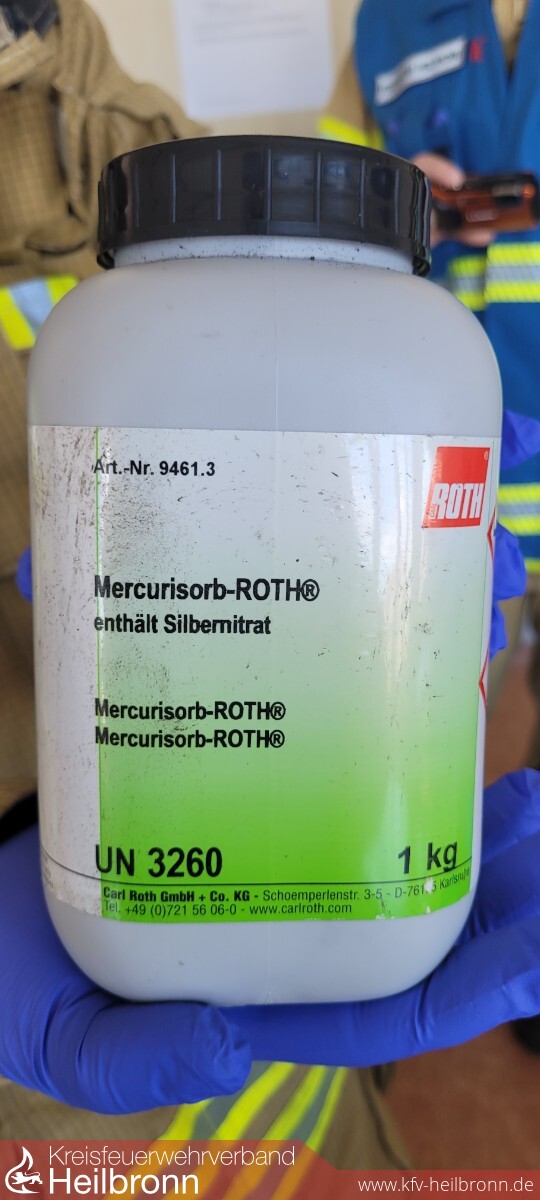 Art.-Nr. 9461.3
ROTH
Mercurisorb-ROTH®
enthält Silbernitrat
Mercurisorb-ROTH®
Mercurisorb-ROTH®
UN 3260
1 kg
Carl Roth GmbH + Co. KG - Schoemperlenstr. 3-5 - Karlsruhe
Tel. +49 (0)721 56 06-0 - www.carlroth.com
Kreisfeuerwehrverband
Heilbronn
www.kfv-heilbronn.de